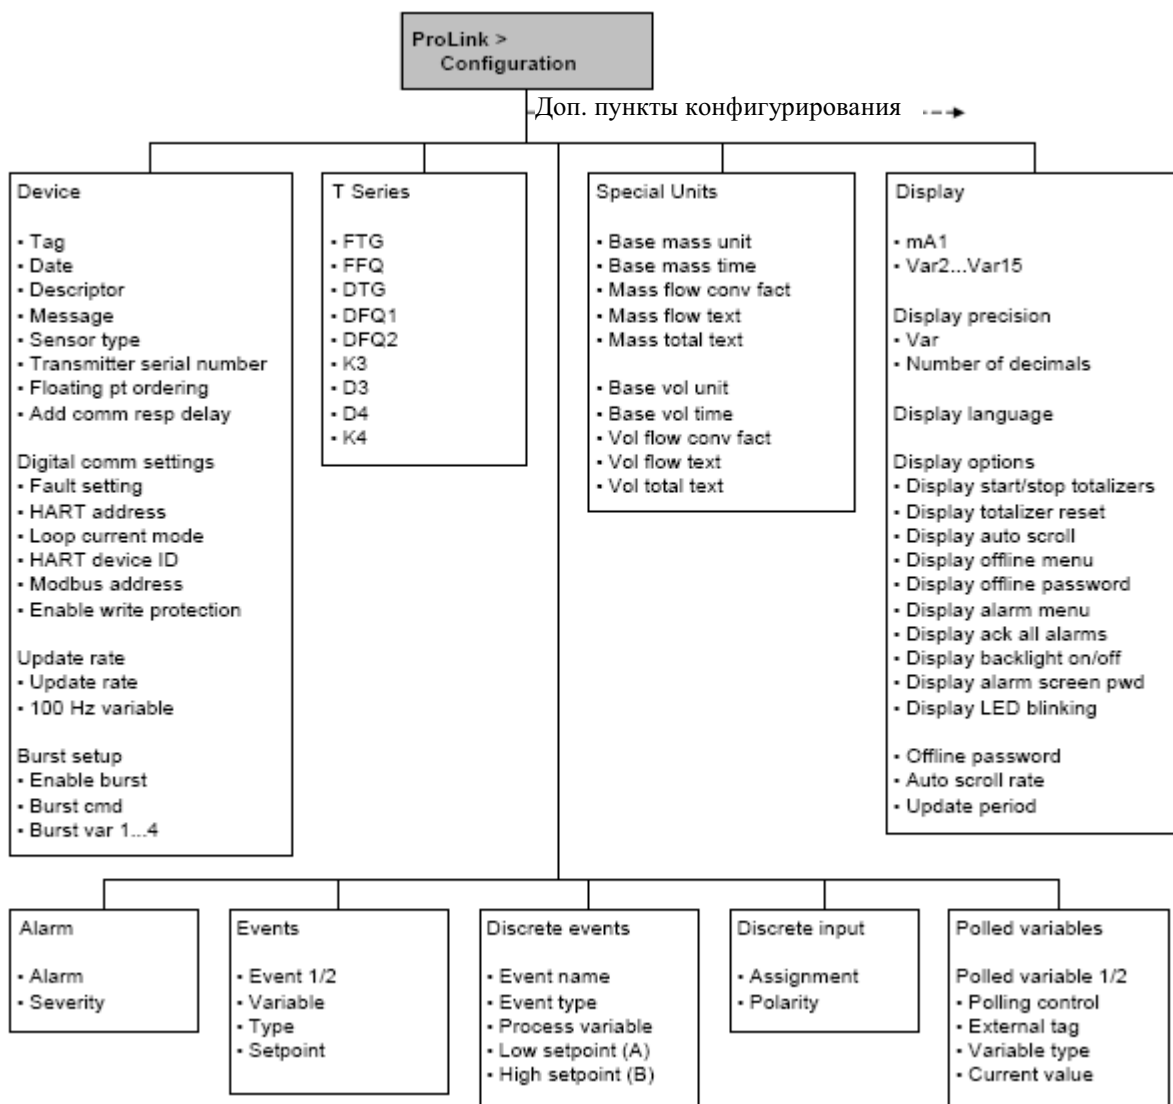 ProLink >
Configuration
Доп. пункты конфигурирования
Device
▪ Tag
▪ Date
▪ Descriptor
▪ Message
▪ Sensor type
▪ Transmitter serial number
▪ Floating pt ordering
▪ Add comm resp delay
Digital comm settings
▪ Fault setting
▪ HART address
▪ Loop current mode
▪ HART device ID
▪ Modbus address
▪ Enable write protection
Update rate
▪ Update rate
▪ 100 Hz variable
Burst setup
▪ Enable burst
▪ Burst cmd
▪ Burst var 1...4
T Series
▪ FTG
▪ FFQ
▪ DTG
▪ DFQ1
▪ DFQ2
▪ K3
▪ D3
▪ D4
▪ K4
Special Units
▪ Base mass unit
▪ Base mass time
▪ Mass flow conv fact
▪ Mass flow text
▪ Mass total text
▪ Base vol unit
▪ Base vol time
▪ Vol flow conv fact
▪ Vol flow text
▪ Vol total text
Display
▪ mA1
▪ Var2...Var15
Display precision
▪ Var
▪ Number of decimals
Display language
Display options
▪ Display start/stop totalizers
▪ Display totalizer reset
▪ Display auto scroll
▪ Display offline menu
▪ Display offline password
▪ Display alarm menu
▪ Display ack all alarms
▪ Display backlight on/off
▪ Display alarm screen pwd
▪ Display LED blinking
▪ Offline password
▪ Auto scroll rate
▪ Update period
Alarm
▪ Alarm
▪ Severity
Events
▪ Event 1/2
▪ Variable
▪ Type
▪ Setpoint
Discrete events
▪ Event name
▪ Event type
▪ Process variable
▪ Low setpoint (A)
▪ High setpoint (B)
Discrete input
▪ Assignment
▪ Polarity
Polled variables
Polled variable 1/2
▪ Polling control
▪ External tag
▪ Variable type
▪ Current value